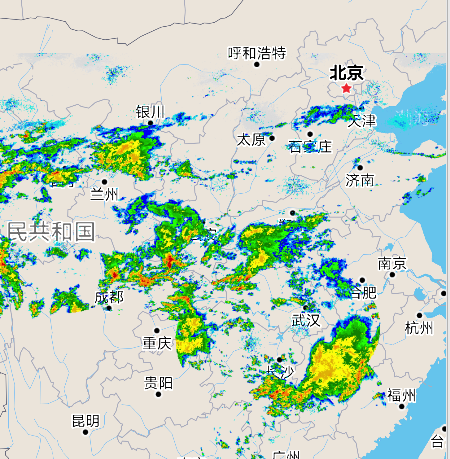 呼和浩特
北京
银川
天津
太原
石家庄
济南
兰州
民共和国
南京
成都
合肥
武汉
杭州
重庆
长沙
贵阳
福州
昆明
台
广州